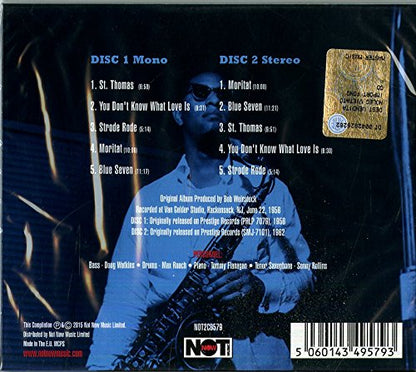 DISC 1 Mono
1. St. Thomas (6:50)
2. You Don't Know What Love Is (6:31)
3. Strode Rode (5:14)
4. Moritat (10:06)
5. Blue Seven (11:17)
DISC 2 Stereo
1. Moritat (10:08)
2. Blue Seven (11:21)
3. St. Thomas (6:51)
4. You Don't Know What Love Is (6:30)
5. Strode Rode (5:14)
Original Album Produced by Bob Weinstock
Recorded at Van Gelder Studio, Hackensack, NJ, June 22, 1956
DISC 1: Originally released on Prestige Records (PRLP 7079), 1956
DISC 2: Originally released on Prestige Records (SMJ-7101), 1962
Bass - Doug Watkins • Drums - Max Roach • Piano - Tommy Flanagan • Tenor Saxophone - Sonny Rollins
This Compilation ℗&© 2015 Not Now Music Limited.
Distributed by Not Now Music Limited.
Made in The E.U. MCPS
www.notnowmusic.com
NOT2CD579
NOT NOW
5 060143 495793